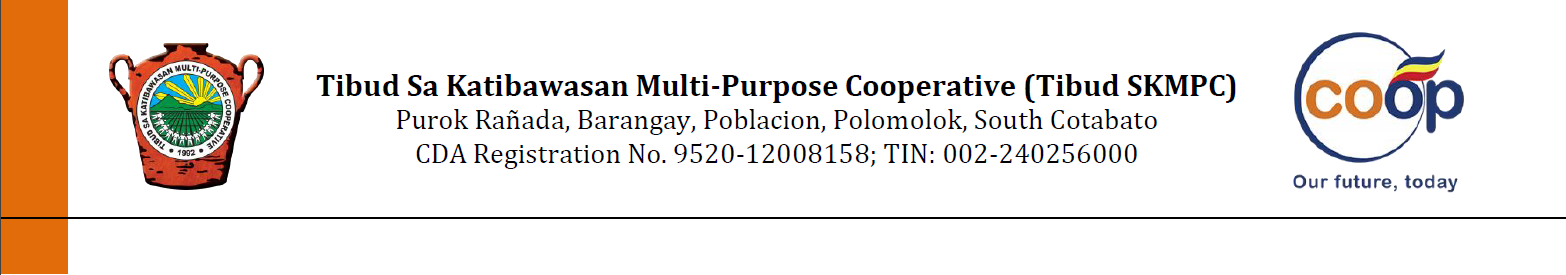 TIBUD SA KATIBAWASAN MULTI-PURPOSE COOPERATIVE
• 1992 •
Tibud Sa Katibawasan Multi-Purpose Cooperative (Tibud SKMPC)
Purok Rañada, Barangay, Poblacion, Polomolok, South Cotabato
CDA Registration No. 9520-12008158; TIN: 002-240256000
coop
Our future, today